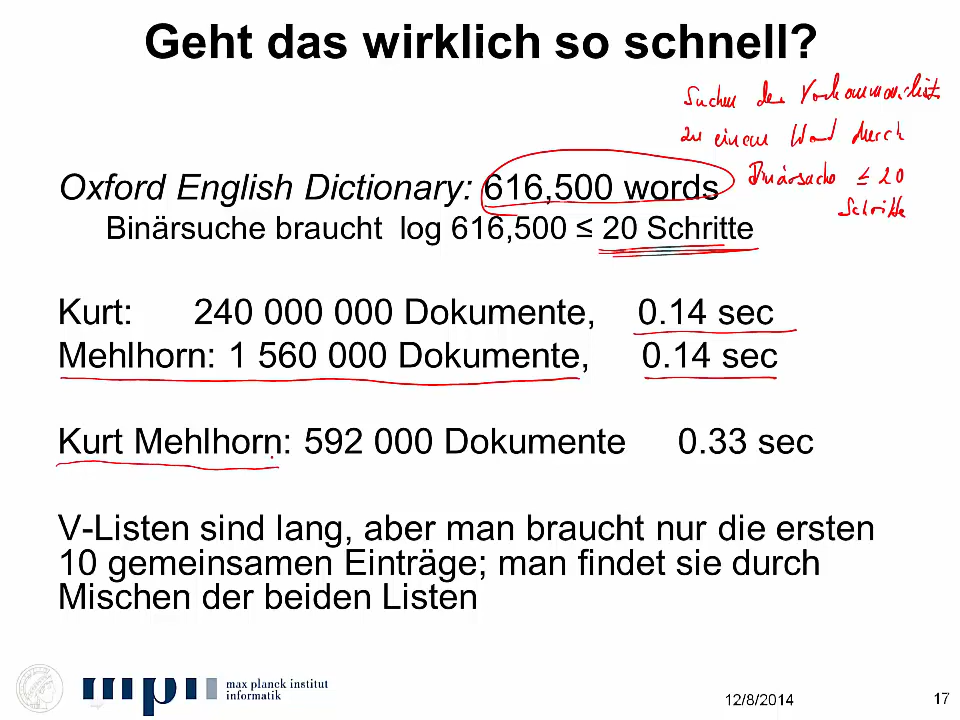 Geht das wirklich so schnell?
Suchen der Vorkommensliste
zu einem Wort durch
Binärsuche ≤ 20
Schritte
Oxford English Dictionary: 616,500 words
Binärsuche braucht log 616,500 ≤ 20 Schritte
Kurt: 240 000 000 Dokumente, 0.14 sec
Mehlhorn: 1 560 000 Dokumente, 0.14 sec
Kurt Mehlhorn: 592 000 Dokumente 0.33 sec
V-Listen sind lang, aber man braucht nur die ersten
10 gemeinsamen Einträge; man findet sie durch
Mischen der beiden Listen
mpii max planck institut
informatik
12/8/2014
17